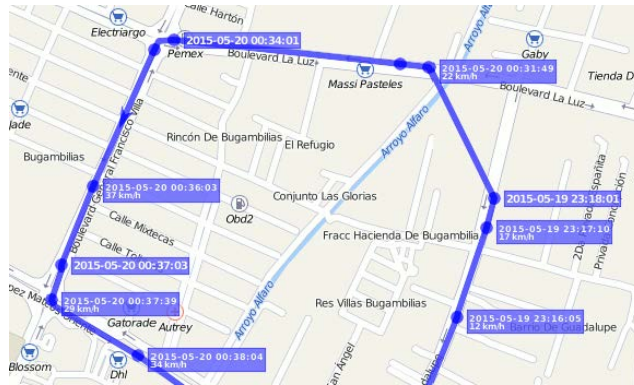 Calle Hartón
Electriargo
Pemex
2015-05-20 00:34:01
Boulevard La Luz
Massi Pasteles
Arroyo Alfaro
Gaby
2015-05-20 00:31:49
22 km/h
Tienda D
Boulevard La Luz
Jade
Boulevard General Francisco Villa
Rincón De Bugambilias
El Refugio
Arroyo Alfaro
Bugambilias
2015-05-20 00:36:03
37 km/h
Conjunto Las Glorias
2015-05-19 23:18:01
Obd2
Calle Mixtecas
Fracc Hacienda De Bugambilia
2015-05-19 23:17:10
17 km/h
2015-05-20 00:37:03
2015-05-20 00:37:39
29 km/h
Gatorade
Autrey
Arroyo Alfaro
Res Villas Bugambilias
2015-05-19 23:16:05
12 km/h
Barrio De Guadalupe
Blossom
Dhl
2015-05-20 00:38:04
34 km/h